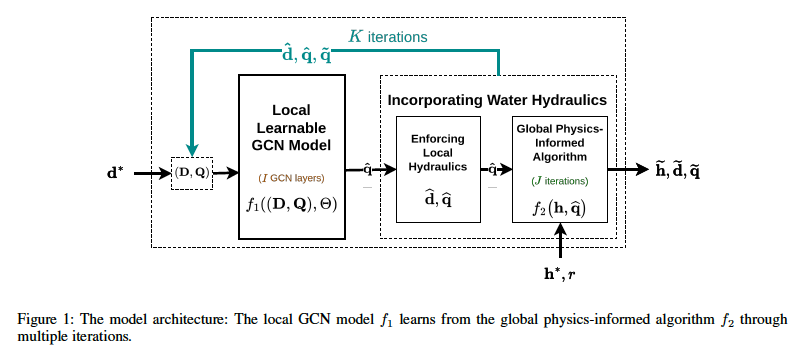 K iterations
d̂, q̂, q̃
Incorporating Water Hydraulics
Local
Learnable
GCN Model
(I GCN layers)
f₁((D, Q), Θ)
Enforcing
Local
Hydraulics
d̂, q̂
Global Physics-
Informed
Algorithm
(J iterations)
f₂(h, q̂)
d*
(D, Q)
q̂
q̂
h̃, d̃, q̃
h*, r
Figure 1: The model architecture: The local GCN model f₁ learns from the global physics-informed algorithm f₂ through
multiple iterations.